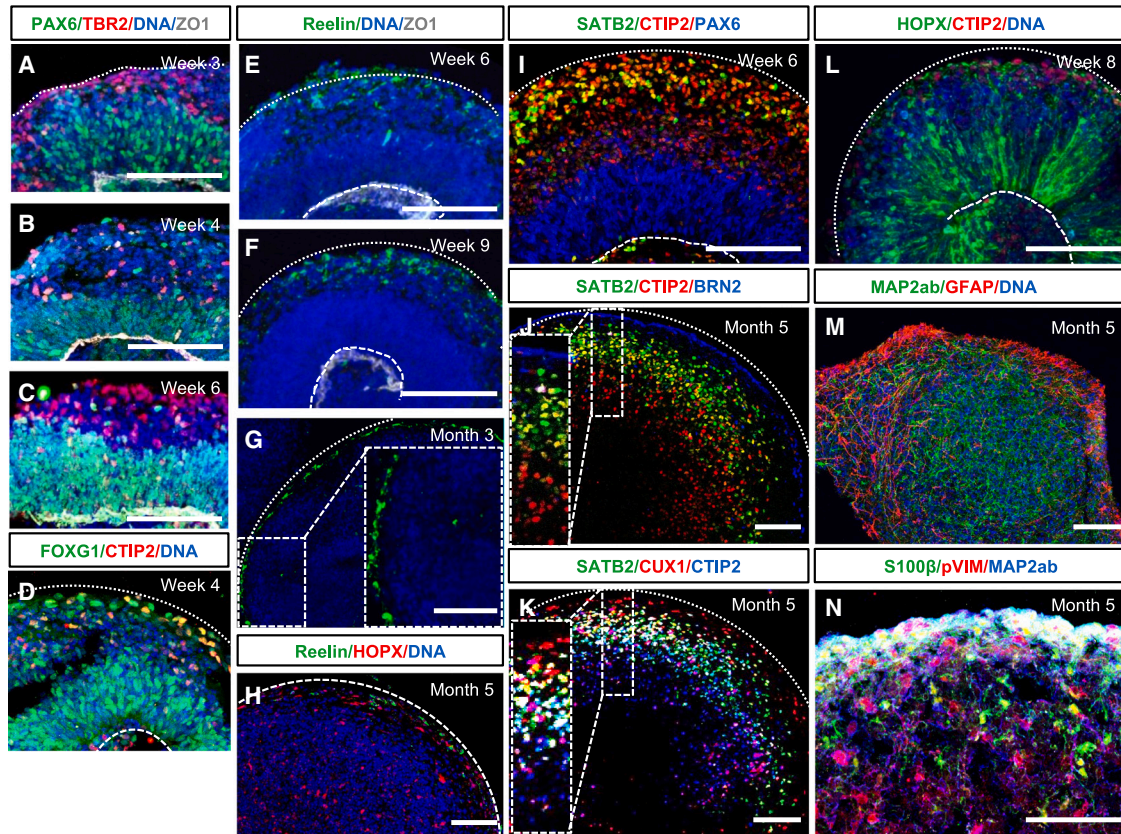 PAX6/TBR2/DNA/ZO1
A
Week 3
B
Week 4
C
Week 6
FOXG1/CTIP2/DNA
D
Week 4
Reelin/DNA/ZO1
E
Week 6
F
Week 9
G
Month 3
Reelin/HOPX/DNA
H
Month 5
SATB2/CTIP2/PAX6
I
Week 6
SATB2/CTIP2/BRN2
J
Month 5
SATB2/CUX1/CTIP2
K
Month 5
HOPX/CTIP2/DNA
L
Week 8
MAP2ab/GFAP/DNA
M
Month 5
S100β/pVIM/MAP2ab
N
Month 5